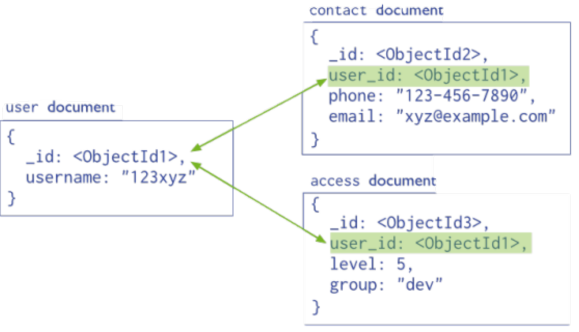 contact document
{
_id: <ObjectId2>,
user_id: <ObjectId1>,
phone: "123-456-7890",
email: "xyz@example.com"
}
user document
{
_id: <ObjectId1>,
username: "123xyz"
}
access document
{
_id: <ObjectId3>,
user_id: <ObjectId1>,
level: 5,
group: "dev"
}